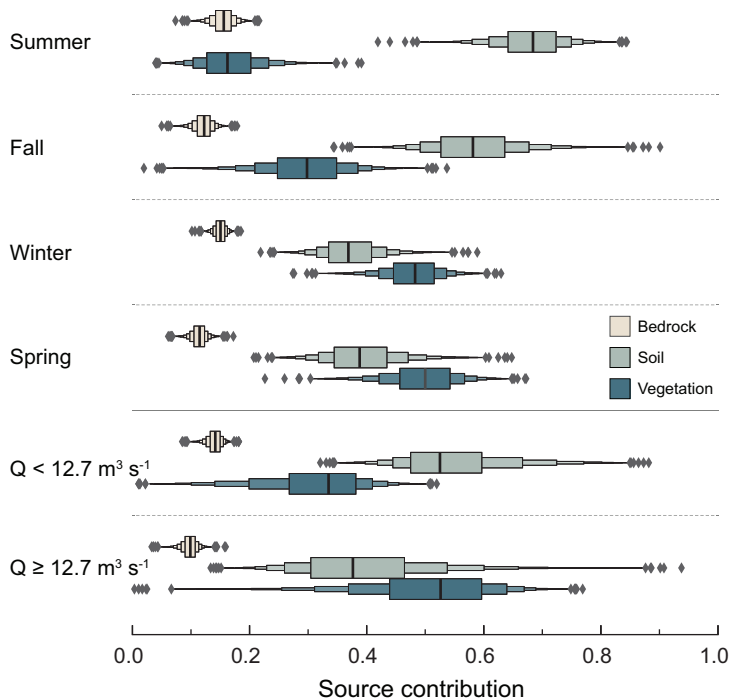 Summer
Fall
Winter
Spring
Bedrock
Soil
Vegetation
Q < 12.7 m³ s⁻¹
Q ≥ 12.7 m³ s⁻¹
0.0 0.2 0.4 0.6 0.8 1.0
Source contribution